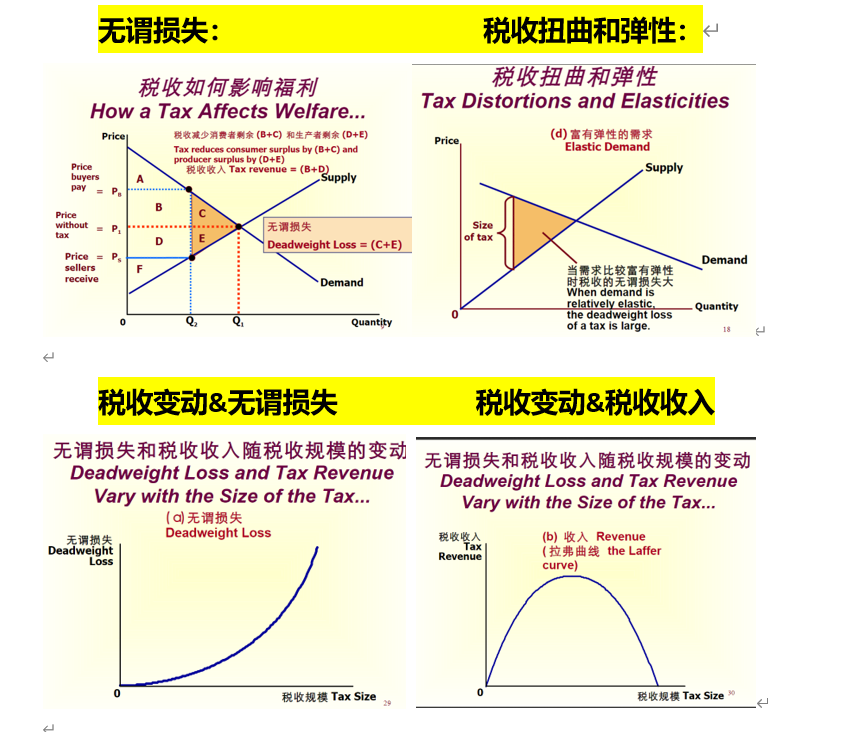 无谓损失：
税收扭曲和弹性：
税收如何影响福利
How a Tax Affects Welfare...
税收减少消费者剩余 (B+C) 和生产者剩余 (D+E)
Tax reduces consumer surplus by (B+C) and
producer surplus by (D+E)
税收收入 Tax revenue = (B+D)
Price
Price
buyers
pay
= PB
Price
without
tax
= P1
Price
sellers
receive
= PS
A
B
C
D
E
F
Supply
无谓损失
Deadweight Loss = (C+E)
Demand
0
Q2
Q1
Quantity
税收扭曲和弹性
Tax Distortions and Elasticities
(d) 富有弹性的需求
Elastic Demand
Price
Supply
Size
of tax
Demand
当需求比较富有弹性
时税收的无谓损失大
When demand is
relatively elastic,
the deadweight loss
of a tax is large.
Quantity
0
18
税收变动&无谓损失
税收变动&税收收入
无谓损失和税收收入随税收规模的变动
Deadweight Loss and Tax Revenue
Vary with the Size of the Tax...
(a)无谓损失
Deadweight Loss
无谓损失
Deadweight
Loss
0
税收规模 Tax Size
29
无谓损失和税收收入随税收规模的变动
Deadweight Loss and Tax Revenue
Vary with the Size of the Tax...
税收收入
Tax
Revenue
(b) 收入 Revenue
(拉弗曲线 the Laffer
curve)
0
税收规模 Tax Size
30